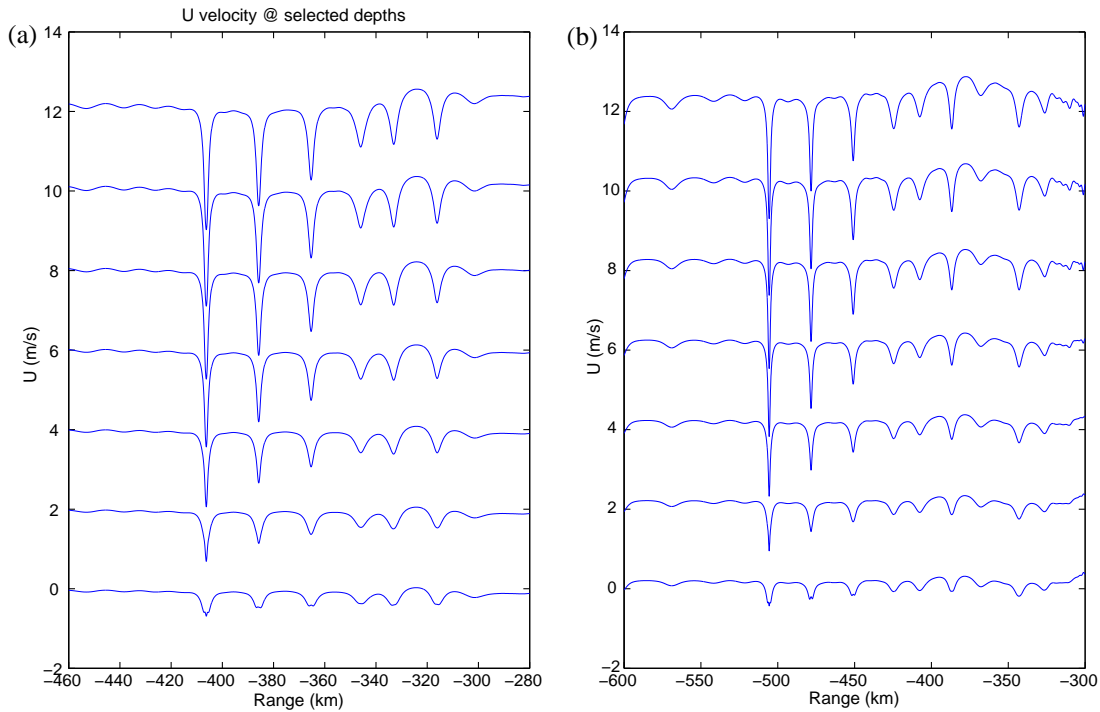 U velocity @ selected depths
(a)
14
12
10
8
6
4
2
0
−2
U (m/s)
−460 −440 −420 −400 −380 −360 −340 −320 −300 −280
Range (km)
(b)
14
12
10
8
6
4
2
0
−2
U (m/s)
−600 −550 −500 −450 −400 −350 −300
Range (km)